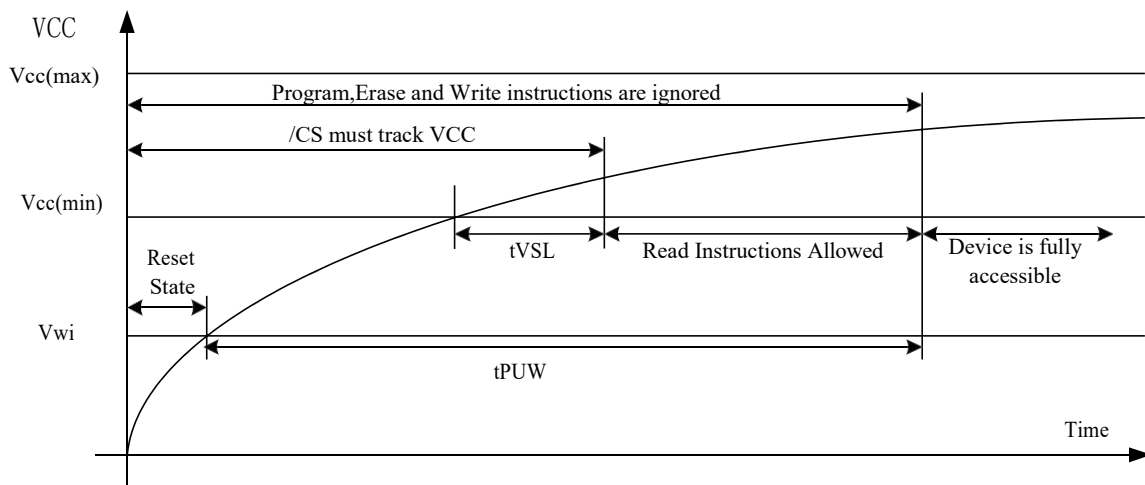 VCC
Vcc(max)
Program,Erase and Write instructions are ignored
/CS must track VCC
Vcc(min)
tVSL
Read Instructions Allowed
Device is fully
accessible
Reset
State
Vwi
tPUW
Time